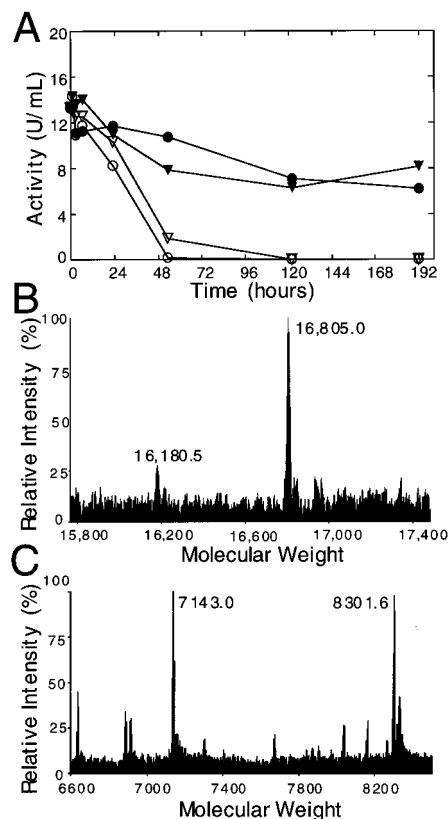 A
20
16
12
8
4
0
Activity (U/mL)
0 24 48 72 96 120 144 168 192
Time (hours)
B
100
75
50
25
0
Relative Intensity (%)
16,805.0
16,180.5
15,800 16,200 16,600 17,000 17,400
Molecular Weight
C
100
75
50
25
0
Relative Intensity (%)
7143.0 8301.6
6600 7000 7400 7800 8200
Molecular Weight